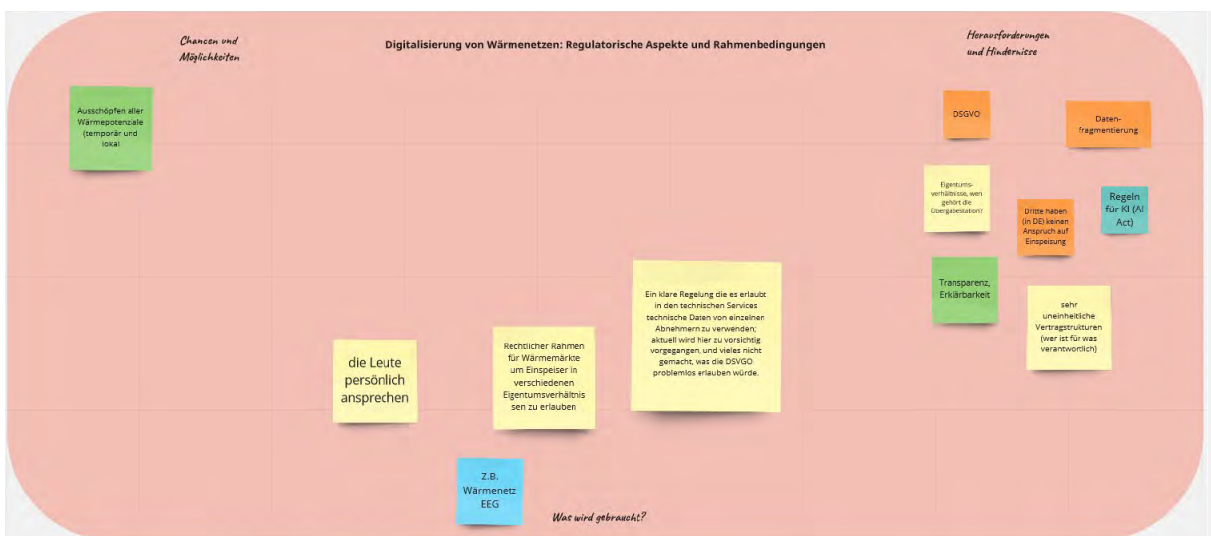 Chancen und
Möglichkeiten
Digitalisierung von Wärmenetzen: Regulatorische Aspekte und Rahmenbedingungen
Herausforderungen
und Hindernisse
Ausschöpfen aller
Wärmepotenziale
(temporär und
lokal
DSGVO
Daten-
fragmentierung
Eigentums-
verhältnisse, wen
gehört die
Übergabestation?
Dritte haben
(in DE) keinen
Anspruch auf
Einspeisung
Regeln
für KI (AI
Act)
Transparenz,
Erklärbarkeit
sehr
uneinheitliche
Vertragstrukturen
(wer ist für was
verantwortlich)
Ein klare Regelung die es erlaubt
in den technischen Services
technische Daten von einzelnen
Abnehmern zu verwenden;
aktuell wird hier zu vorsichtig
vorgegangen, und vieles nicht
gemacht, was die DSVGO
problemlos erlauben würde.
Rechtlicher Rahmen
für Wärmemärkte
um Einspeiser in
verschiedenen
Eigentumsverhältnis
sen zu erlauben
die Leute
persönlich
ansprechen
Z.B.
Wärmenetz
EEG
Was wird gebraucht?